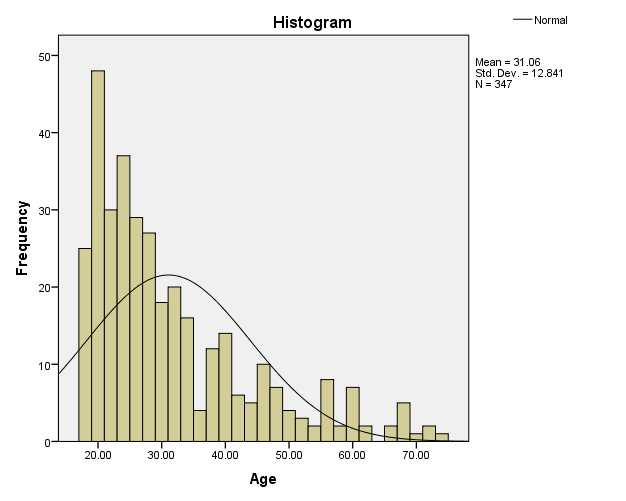 Histogram
Normal
Mean = 31.06
Std. Dev. = 12.841
N = 347
Frequency
50
40
30
20
10
0
20.00 30.00 40.00 50.00 60.00 70.00
Age